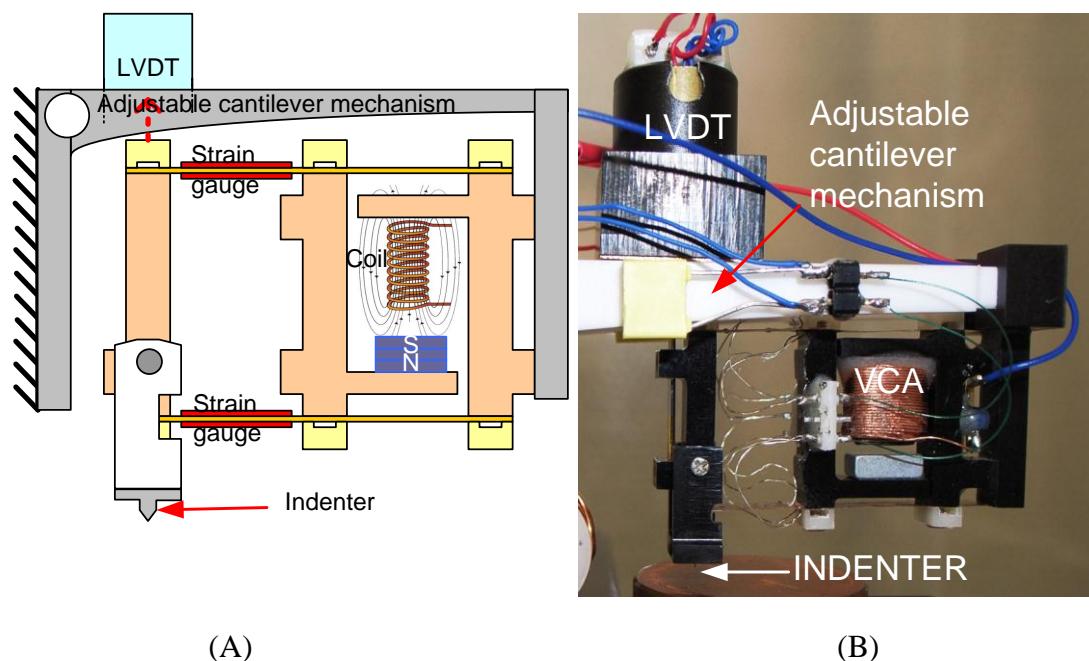 LVDT
Adjustable cantilever mechanism
Strain
gauge
Coil
S
N
Strain
gauge
Indenter
LVDT
Adjustable
cantilever
mechanism
VCA
INDENTER
(A)
(B)